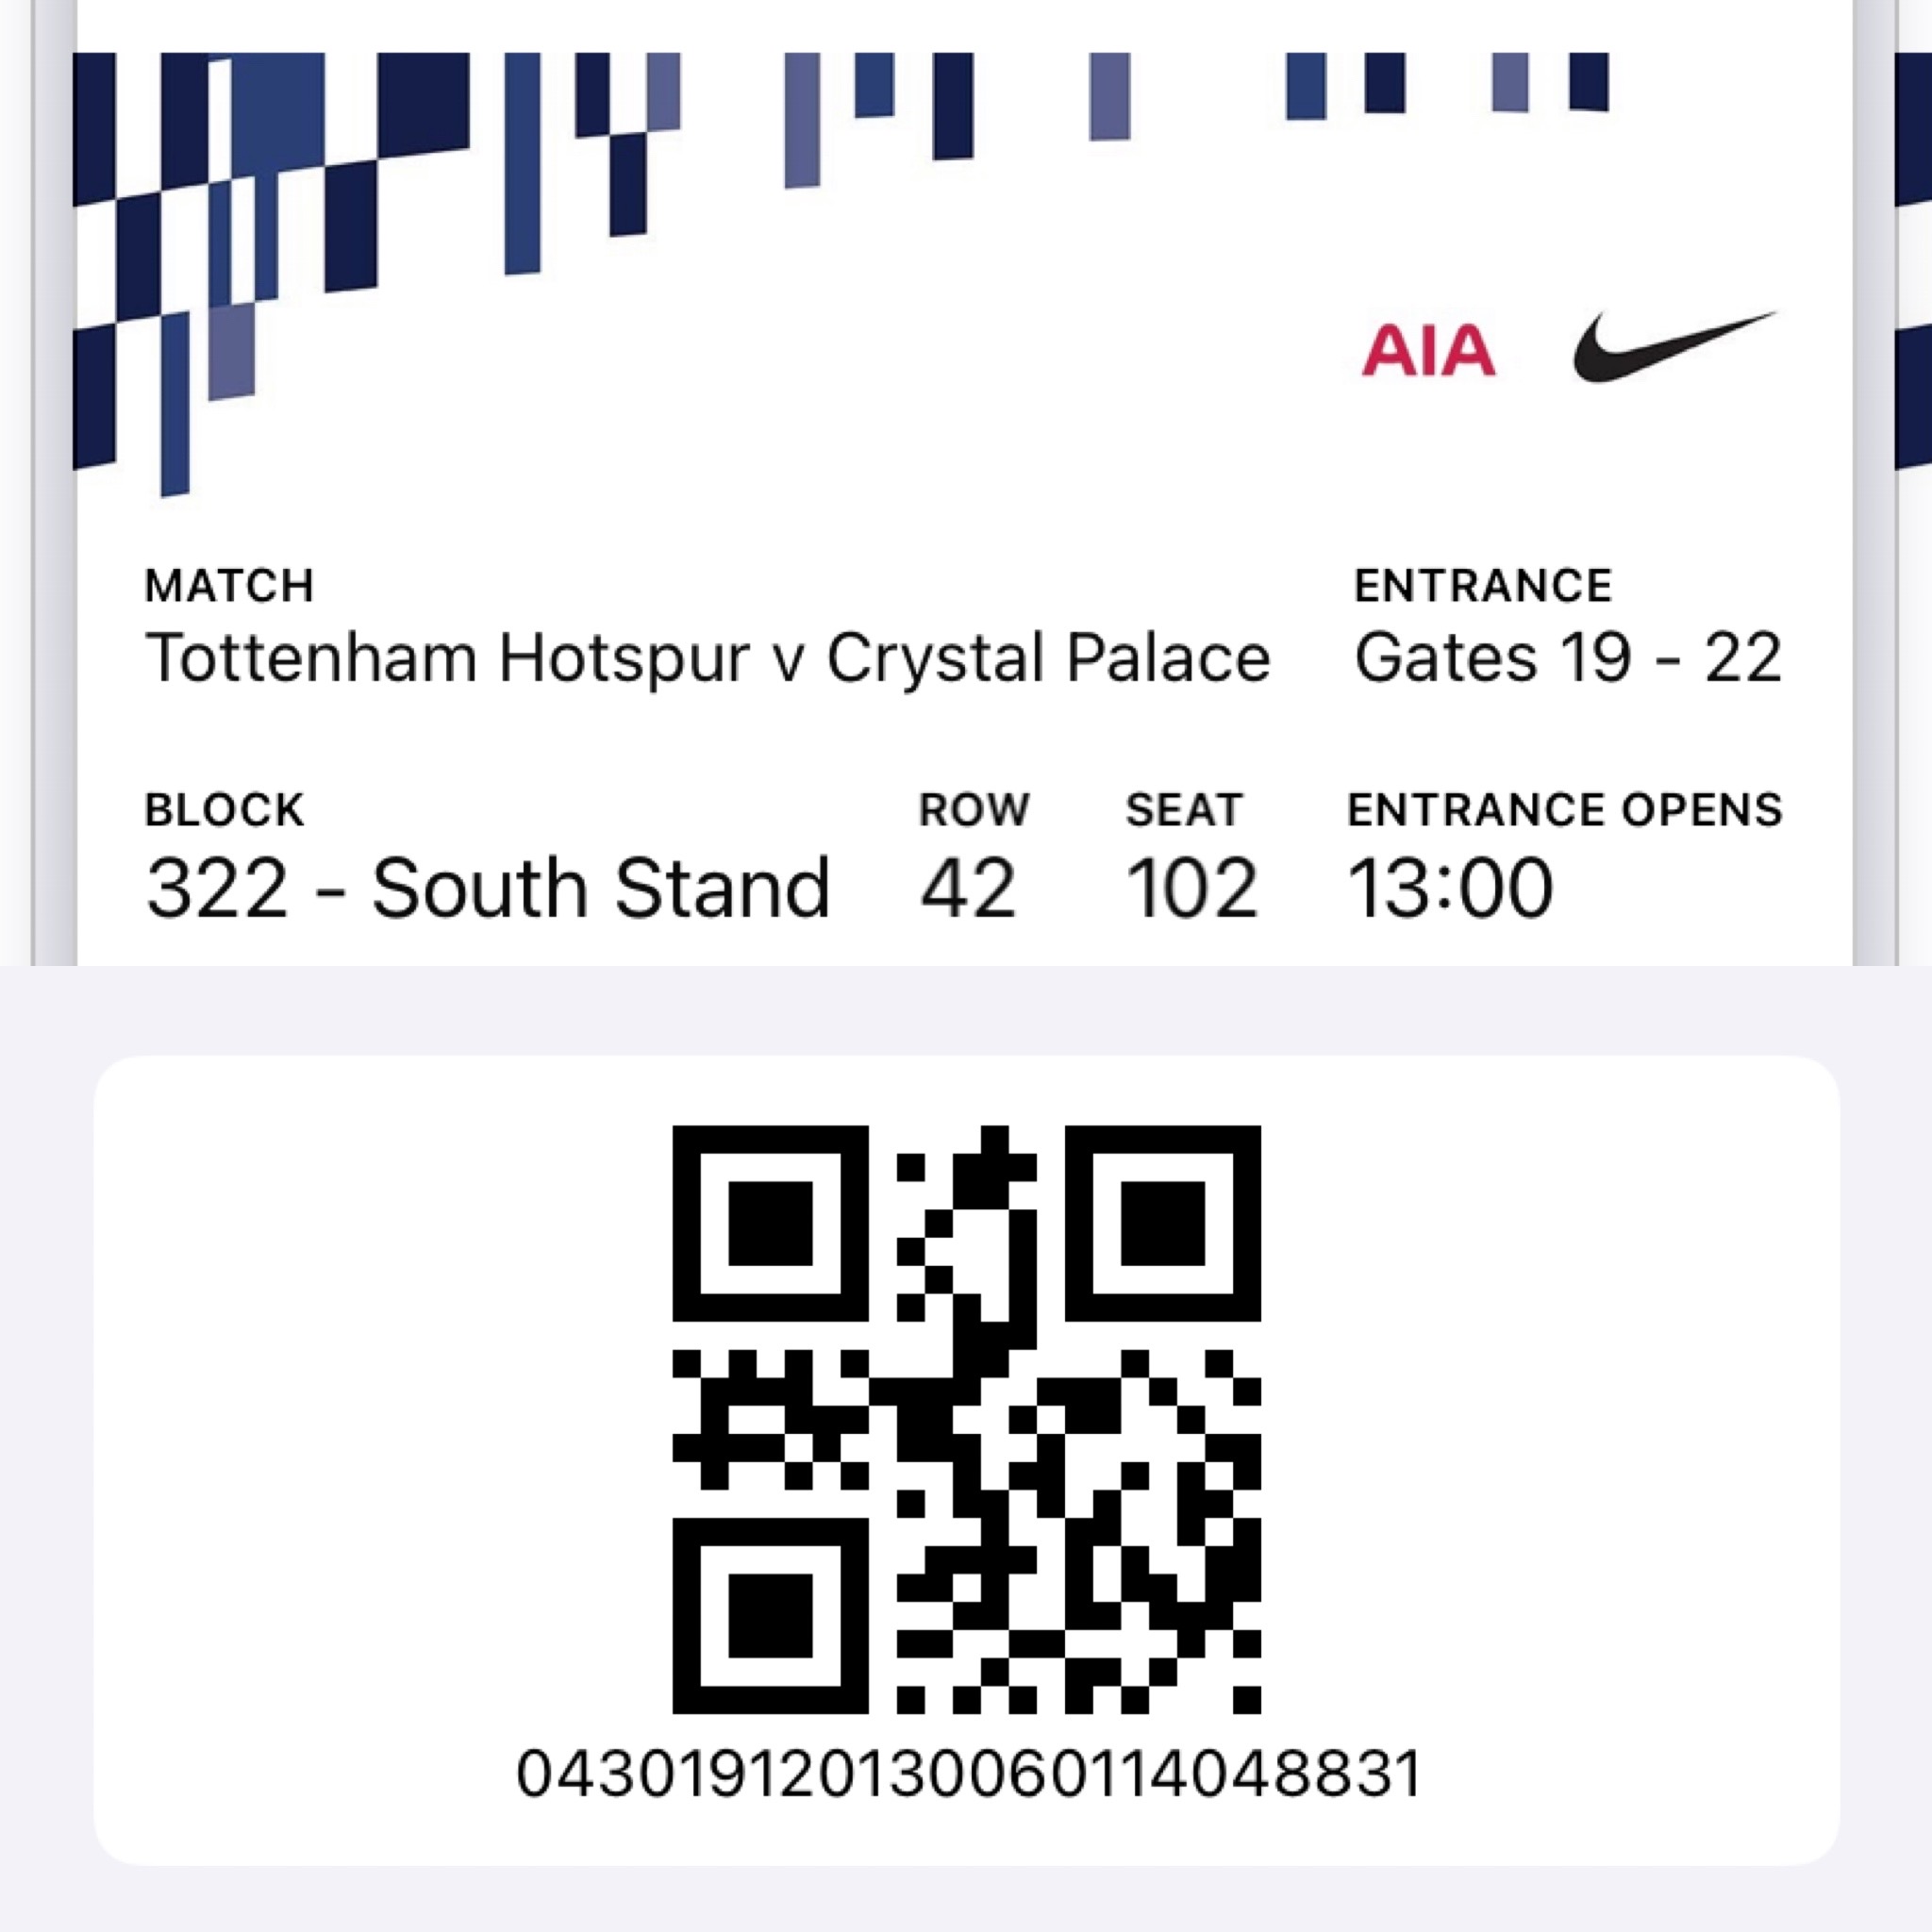 AIA
MATCH ENTRANCE
Tottenham Hotspur v Crystal Palace Gates 19 - 22
BLOCK ROW SEAT ENTRANCE OPENS
322 - South Stand 42 102 13:00
043019120130060114048831